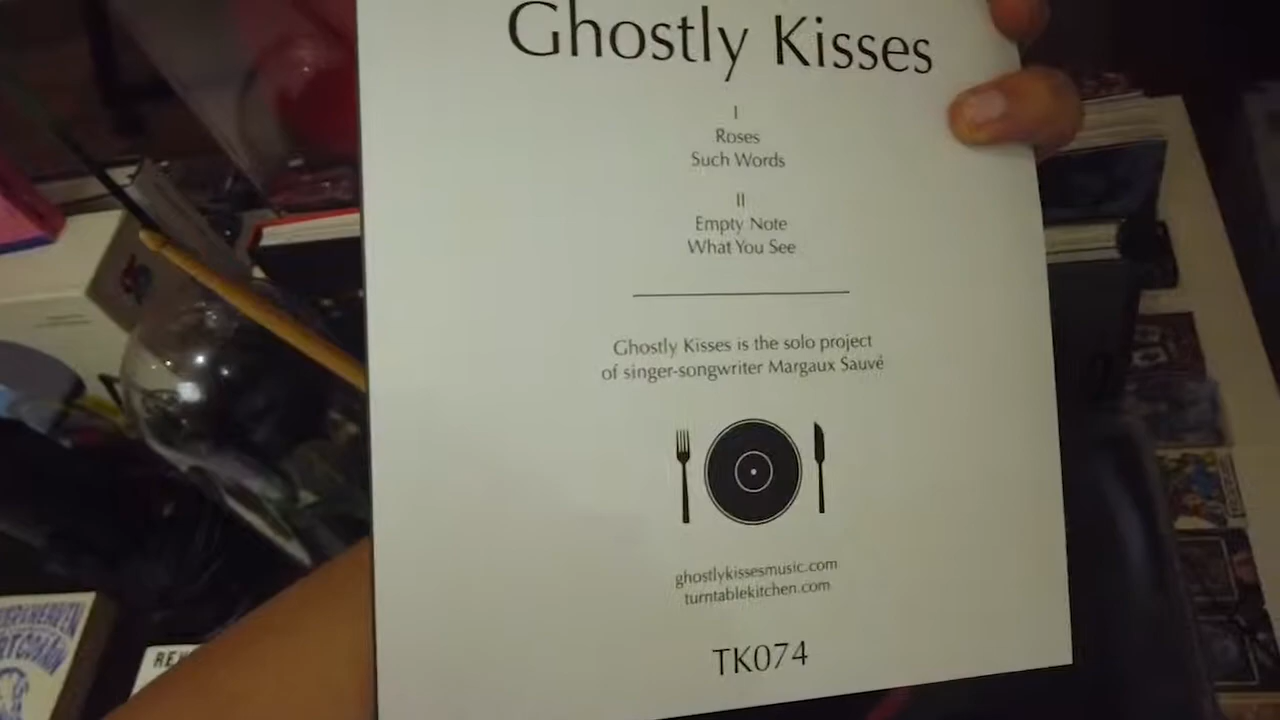 Ghostly Kisses
I
Roses
Such Words
II
Empty Note
What You See
Ghostly Kisses is the solo project
of singer-songwriter Margaux Sauvé
ghostlykissesmusic.com
turntablekitchen.com
TK074